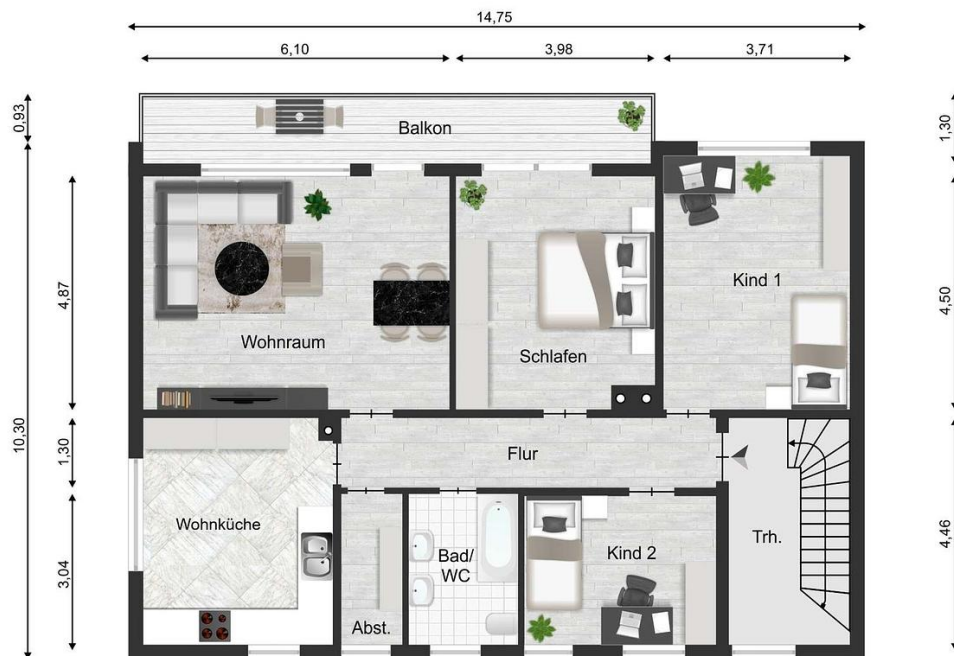 14,75
6,10
3,98
3,71
0,93
1,30
Balkon
Kind 1
4,87
4,50
Wohnraum
Schlafen
10,30
1,30
Flur
Wohnküche
4,46
Trh.
Kind 2
Bad/
WC
3,04
Abst.